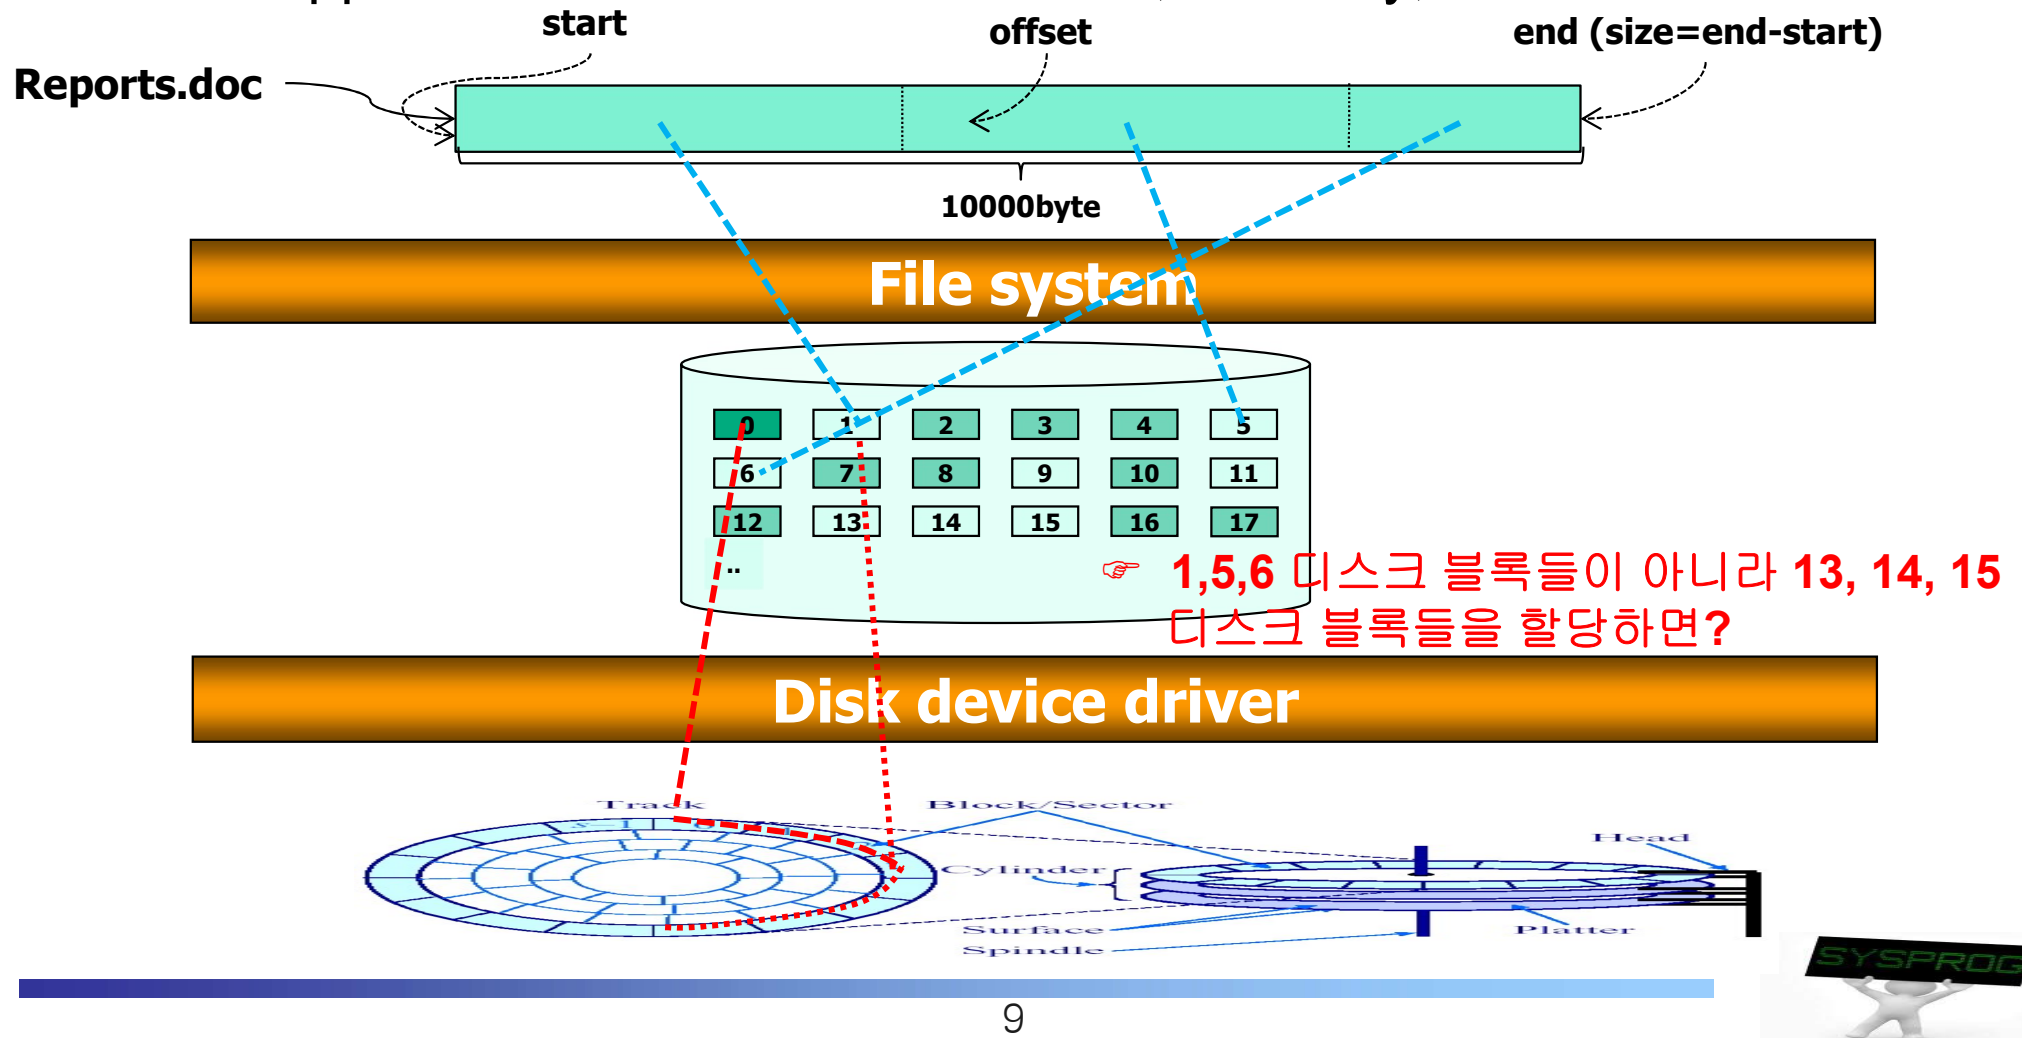 start
offset
end (size=end-start)
Reports.doc
10000byte
File system
0 1 2 3 4 5
6 7 8 9 10 11
12 13 14 15 16 17
..
☞ 1,5,6 디스크 블록들이 아니라 13, 14, 15
디스크 블록들을 할당하면?
Disk device driver
Track
Block/Sector
s-1 0 1
Head
Cylinder
Surface
Platter
Spindle
SYSPROG
9